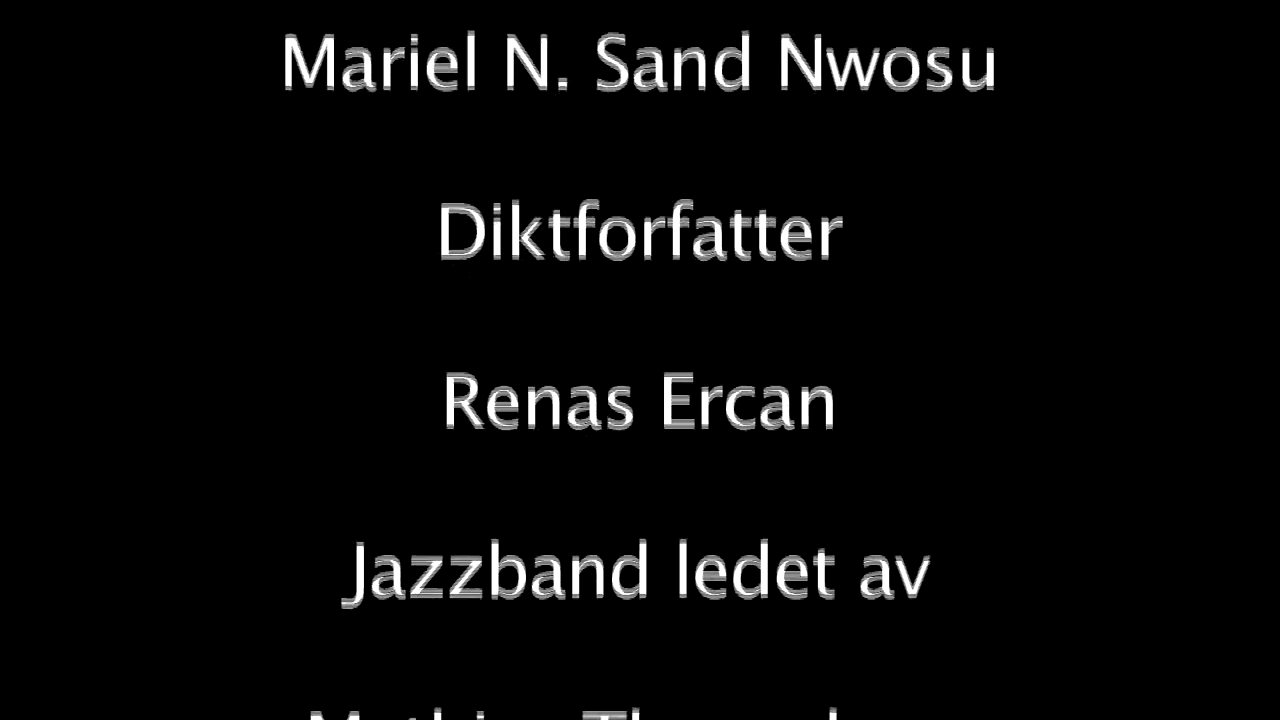 Mariel N. Sand Nwosu
Diktforfatter
Renas Ercan
Jazzband ledet av